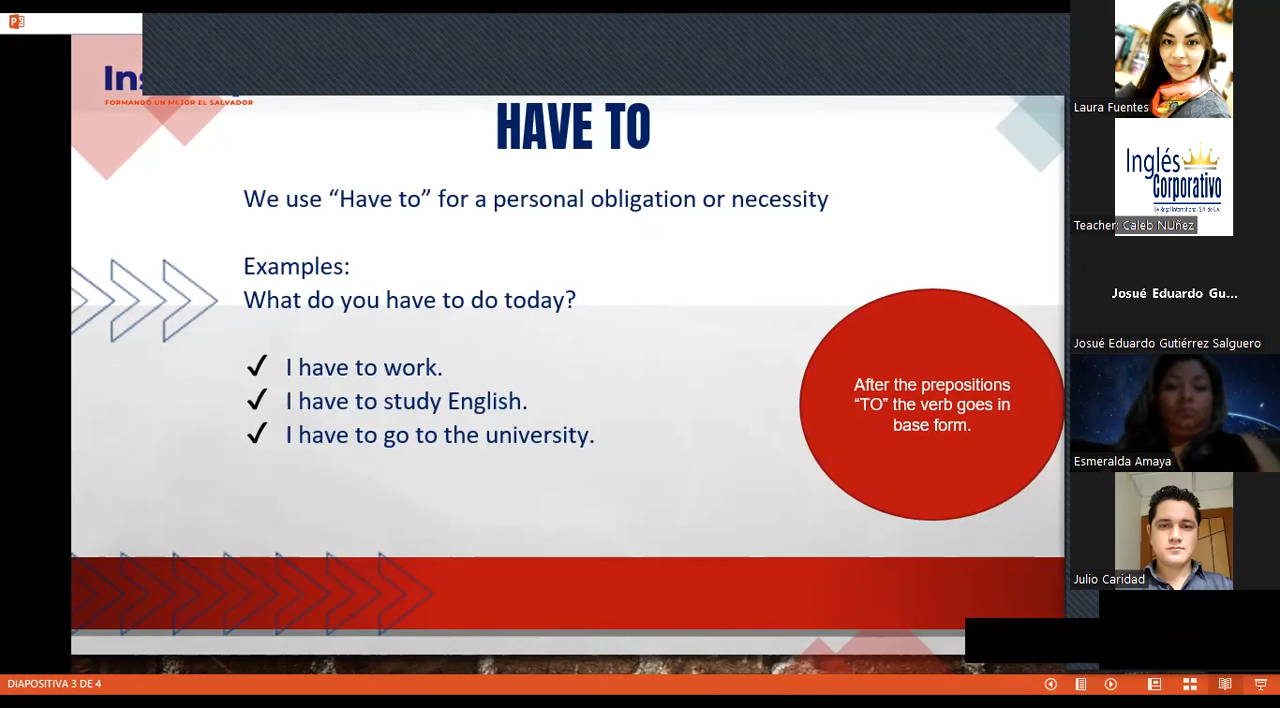 FORMANDO UN MEJOR EL SALVADOR
HAVE TO
We use “Have to” for a personal obligation or necessity
Examples:
What do you have to do today?
✓ I have to work.
✓ I have to study English.
✓ I have to go to the university.
After the prepositions
“TO” the verb goes in
base form.
Laura Fuentes
Inglés
Corporativo
Teacher: Caleb NUñez
Josué Eduardo Gu...
Josué Eduardo Gutiérrez Salguero
Esmeralda Amaya
Julio Caridad
DIAPOSITIVA 3 DE 4